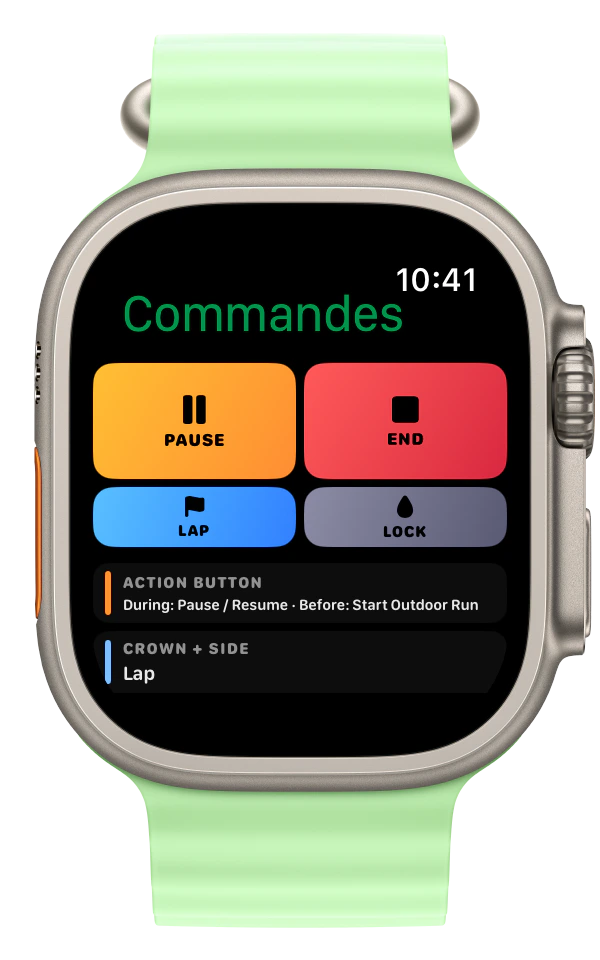 10:41
Commandes
PAUSE
END
LAP
LOCK
ACTION BUTTON
During: Pause / Resume · Before: Start Outdoor Run
CROWN + SIDE
Lap